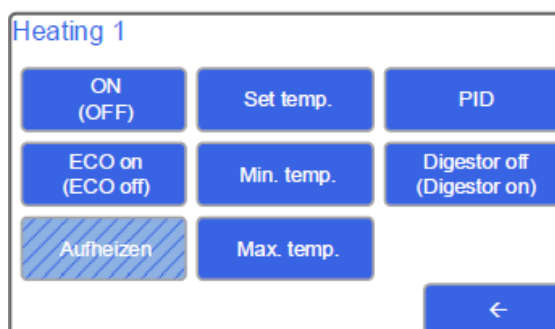 Heating 1
ON
(OFF)
Set temp.
PID
ECO on
(ECO off)
Min. temp.
Digestor off
(Digestor on)
Aufheizen
Max. temp.
←